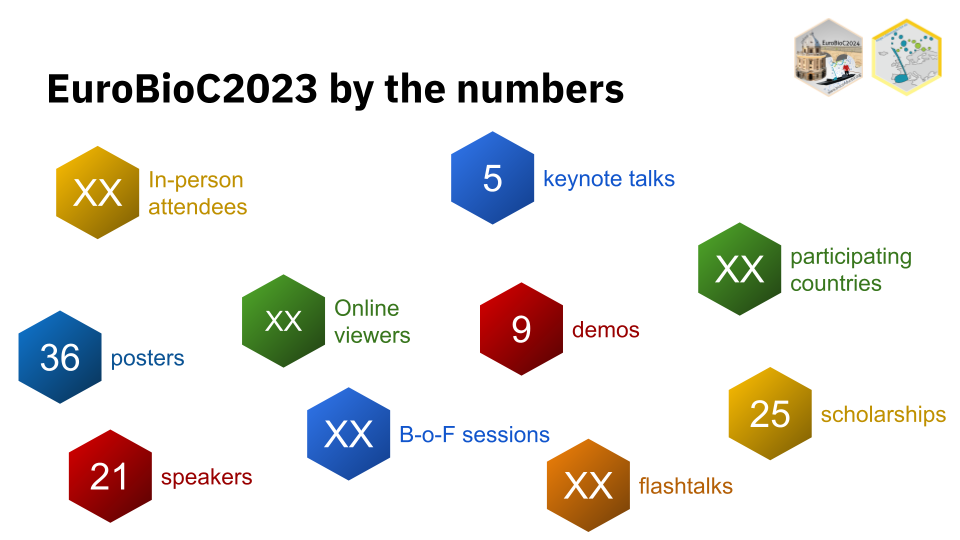 EuroBioC2024
EuroBioC2023 by the numbers
XX
In-person
attendees
5
keynote talks
XX
participating
countries
XX
Online
viewers
9
demos
36
posters
25
scholarships
XX
B-o-F sessions
21
speakers
XX
flashtalks